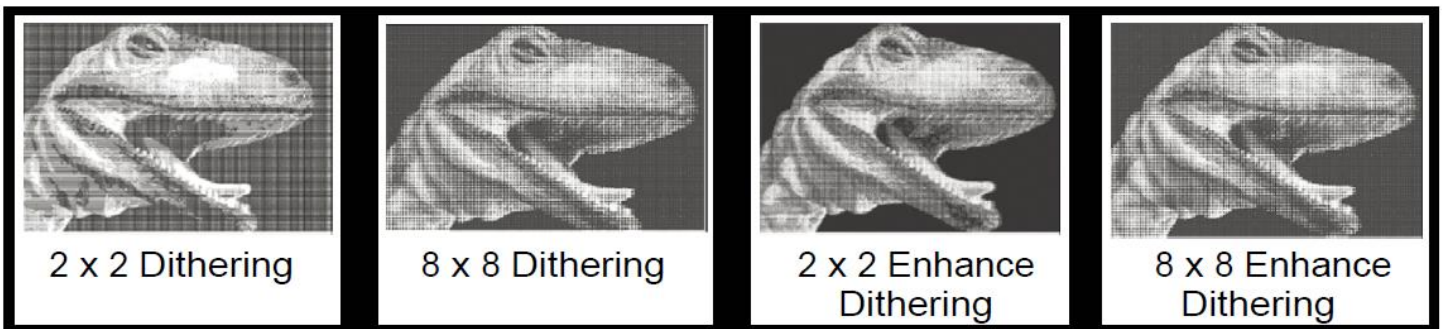 2 x 2 Dithering
8 x 8 Dithering
2 x 2 Enhance
Dithering
8 x 8 Enhance
Dithering